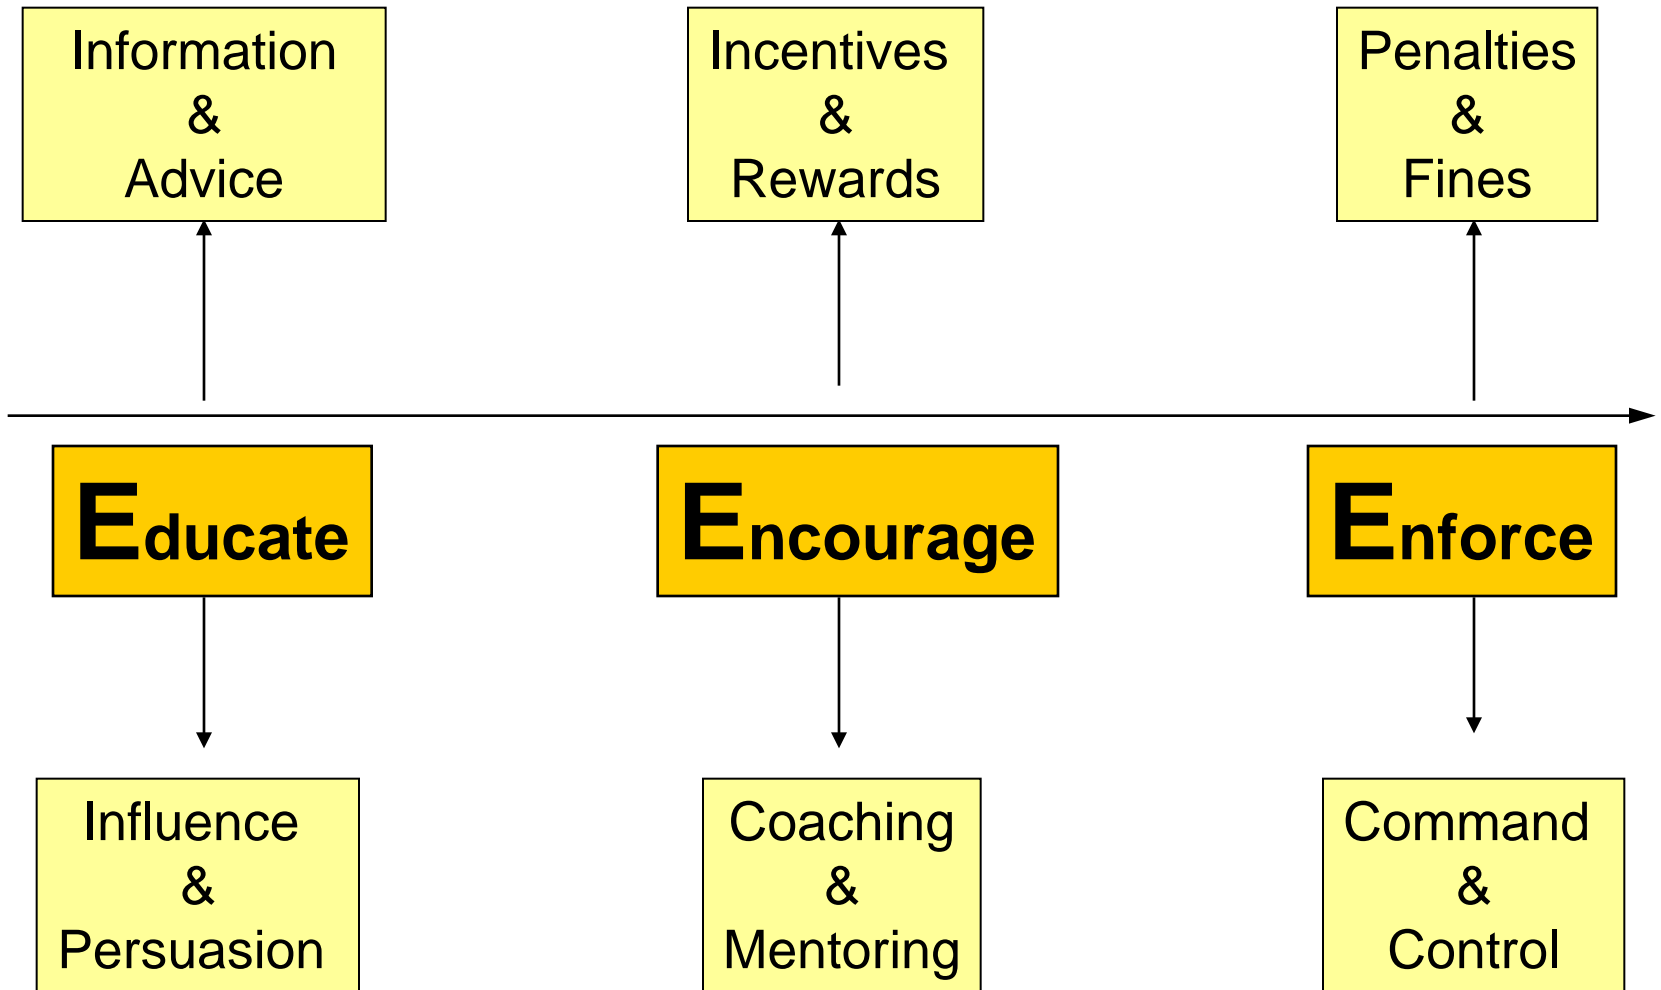 Information
&
Advice
Incentives
&
Rewards
Penalties
&
Fines
Educate
Encourage
Enforce
Influence
&
Persuasion
Coaching
&
Mentoring
Command
&
Control